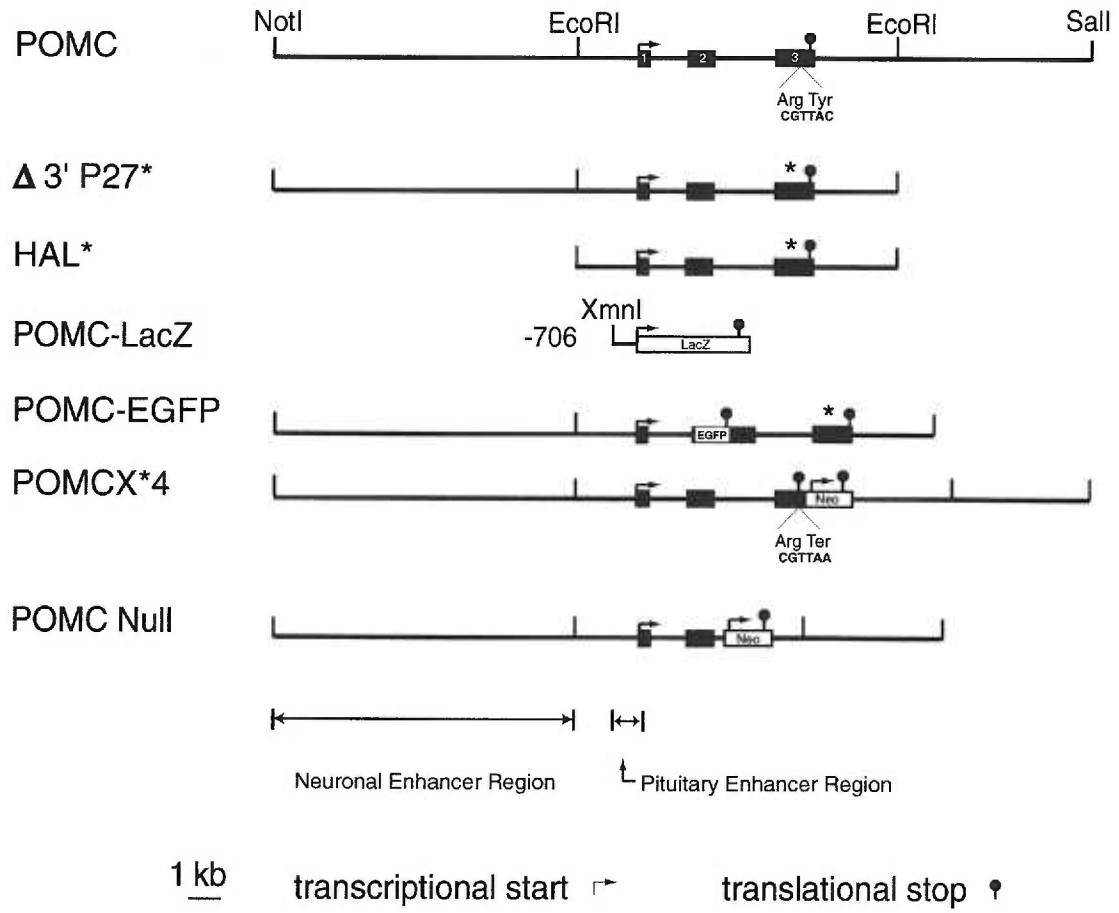 NotI EcoRI EcoRI SalI
POMC
1 2 3
Arg Tyr
CGTTAC
Δ 3' P27* *
HAL* *
XmnI
POMC-LacZ -706 LacZ
POMC-EGFP EGFP *
POMCX*4 Neo
Arg Ter
CGTTAA
POMC Null Neo
Neuronal Enhancer Region Pituitary Enhancer Region
1 kb transcriptional start translational stop